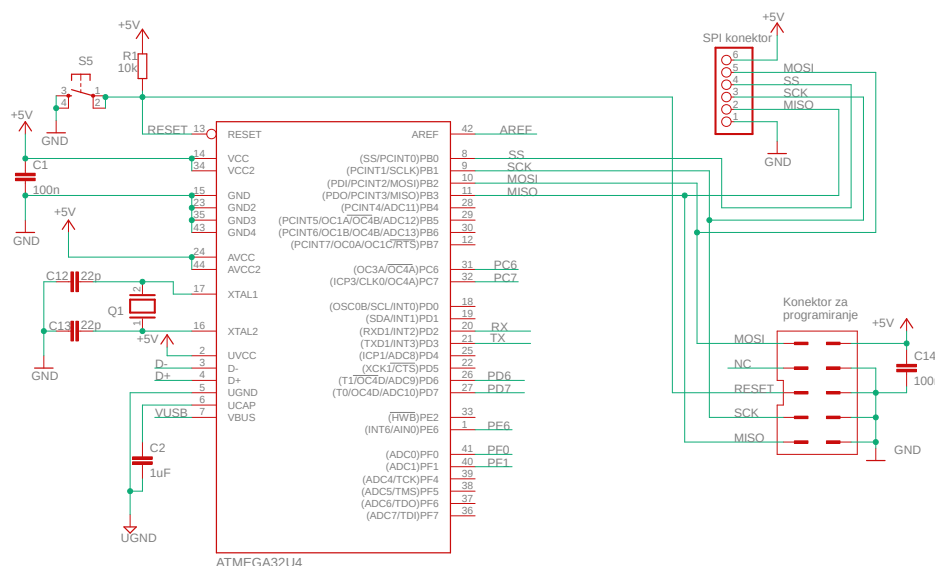 +5V
R1
10k
S5
3
4
1
2
GND
+5V
C1
100n
GND
+5V
C12 22p
C13 22p
Q1
2
1
GND
+5V
D-
D+
VUSB
C2
1uF
UGND
RESET 13 RESET
14 VCC
34 VCC2
15 GND
23 GND2
35 GND3
43 GND4
24 AVCC
44 AVCC2
17 XTAL1
16 XTAL2
2 UVCC
3 D-
4 D+
5 UGND
6 UCAP
7 VBUS
AREF 42 AREF
(SS/PCINT0)PB0 8 SS
(PCINT1/SCLK)PB1 9 SCK
(PDI/PCINT2/MOSI)PB2 10 MOSI
(PDO/PCINT3/MISO)PB3 11 MISO
(PCINT4/ADC11)PB4 28
(PCINT5/OC1A/OC4B/ADC12)PB5 29
(PCINT6/OC1B/OC4B/ADC13)PB6 30
(PCINT7/OC0A/OC1C/RTS)PB7 12
(OC3A/OC4A)PC6 31 PC6
(ICP3/CLK0/OC4A)PC7 32 PC7
(OSC0B/SCL/INT0)PD0 18
(SDA/INT1)PD1 19
(RXD1/INT2)PD2 20 RX
(TXD1/INT3)PD3 21 TX
(ICP1/ADC8)PD4 25
(XCK1/CTS)PD5 22
(T1/OC4D/ADC9)PD6 26 PD6
(T0/OC4D/ADC10)PD7 27 PD7
(HWB)PE2 33
(INT6/AIN0)PE6 1 PE6
(ADC0)PF0 41 PF0
(ADC1)PF1 40 PF1
(ADC4/TCK)PF4 39
(ADC5/TMS)PF5 38
(ADC6/TDO)PF6 37
(ADC7/TDI)PF7 36
ATMEGA32U4
+5V
SPI konektor
6
5 MOSI
4 SS
3 SCK
2 MISO
1
GND
Konektor za
programiranje
+5V
MOSI
NC
RESET
SCK
MISO
C14
100n
GND